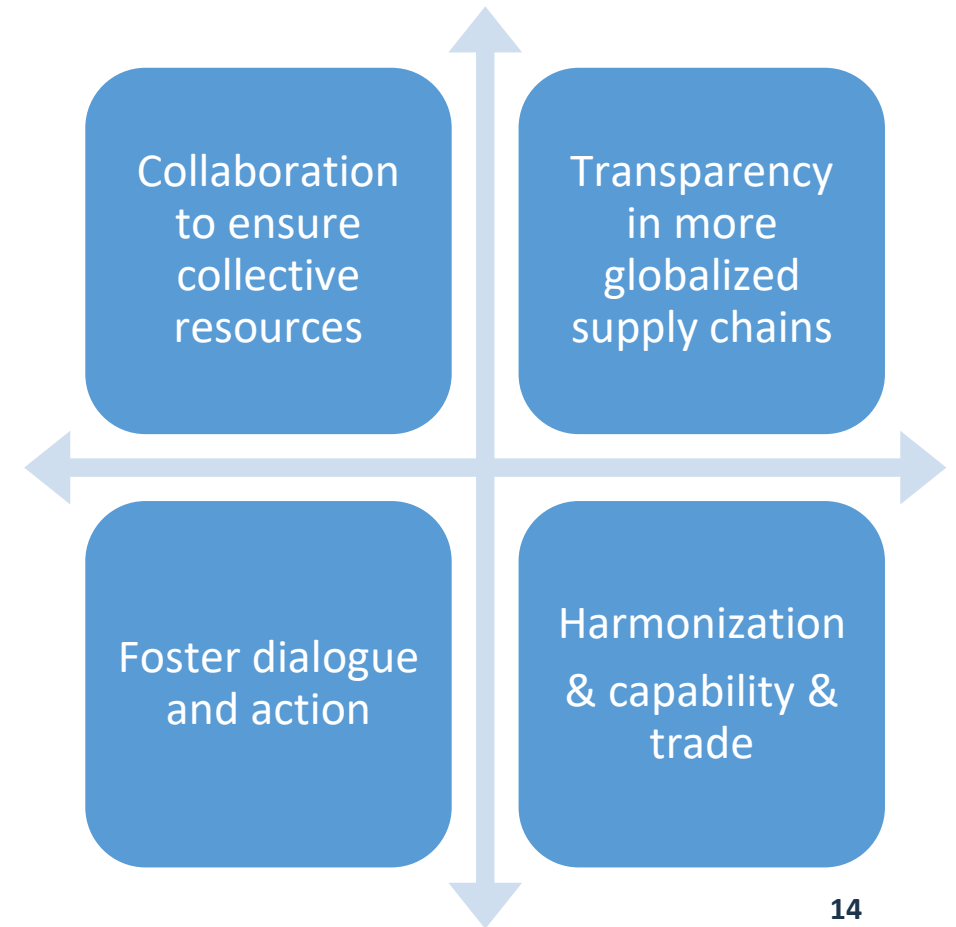 Collaboration
to ensure
collective
resources
Transparency
in more
globalized
supply chains
Foster dialogue
and action
Harmonization
& capability &
trade
14